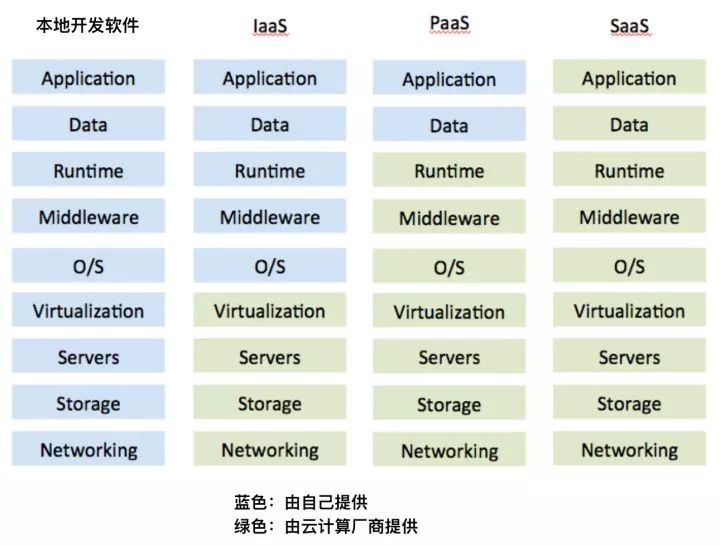 本地开发软件 IaaS PaaS SaaS
Application Application Application Application
Data Data Data Data
Runtime Runtime Runtime Runtime
Middleware Middleware Middleware Middleware
O/S O/S O/S O/S
Virtualization Virtualization Virtualization Virtualization
Servers Servers Servers Servers
Storage Storage Storage Storage
Networking Networking Networking Networking
蓝色：由自己提供
绿色：由云计算厂商提供